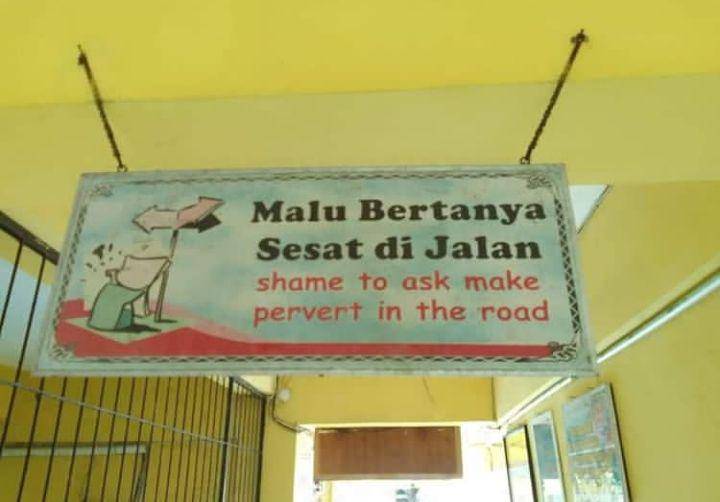 Malu Bertanya
Sesat di Jalan
shame to ask make
pervert in the road